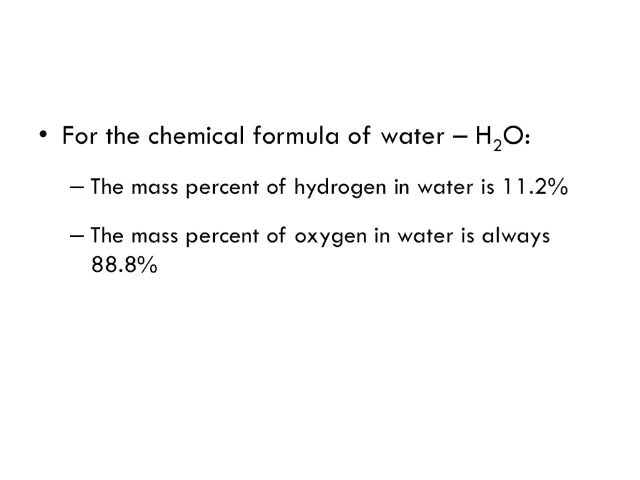 • For the chemical formula of water – H₂O:
– The mass percent of hydrogen in water is 11.2%
– The mass percent of oxygen in water is always
88.8%